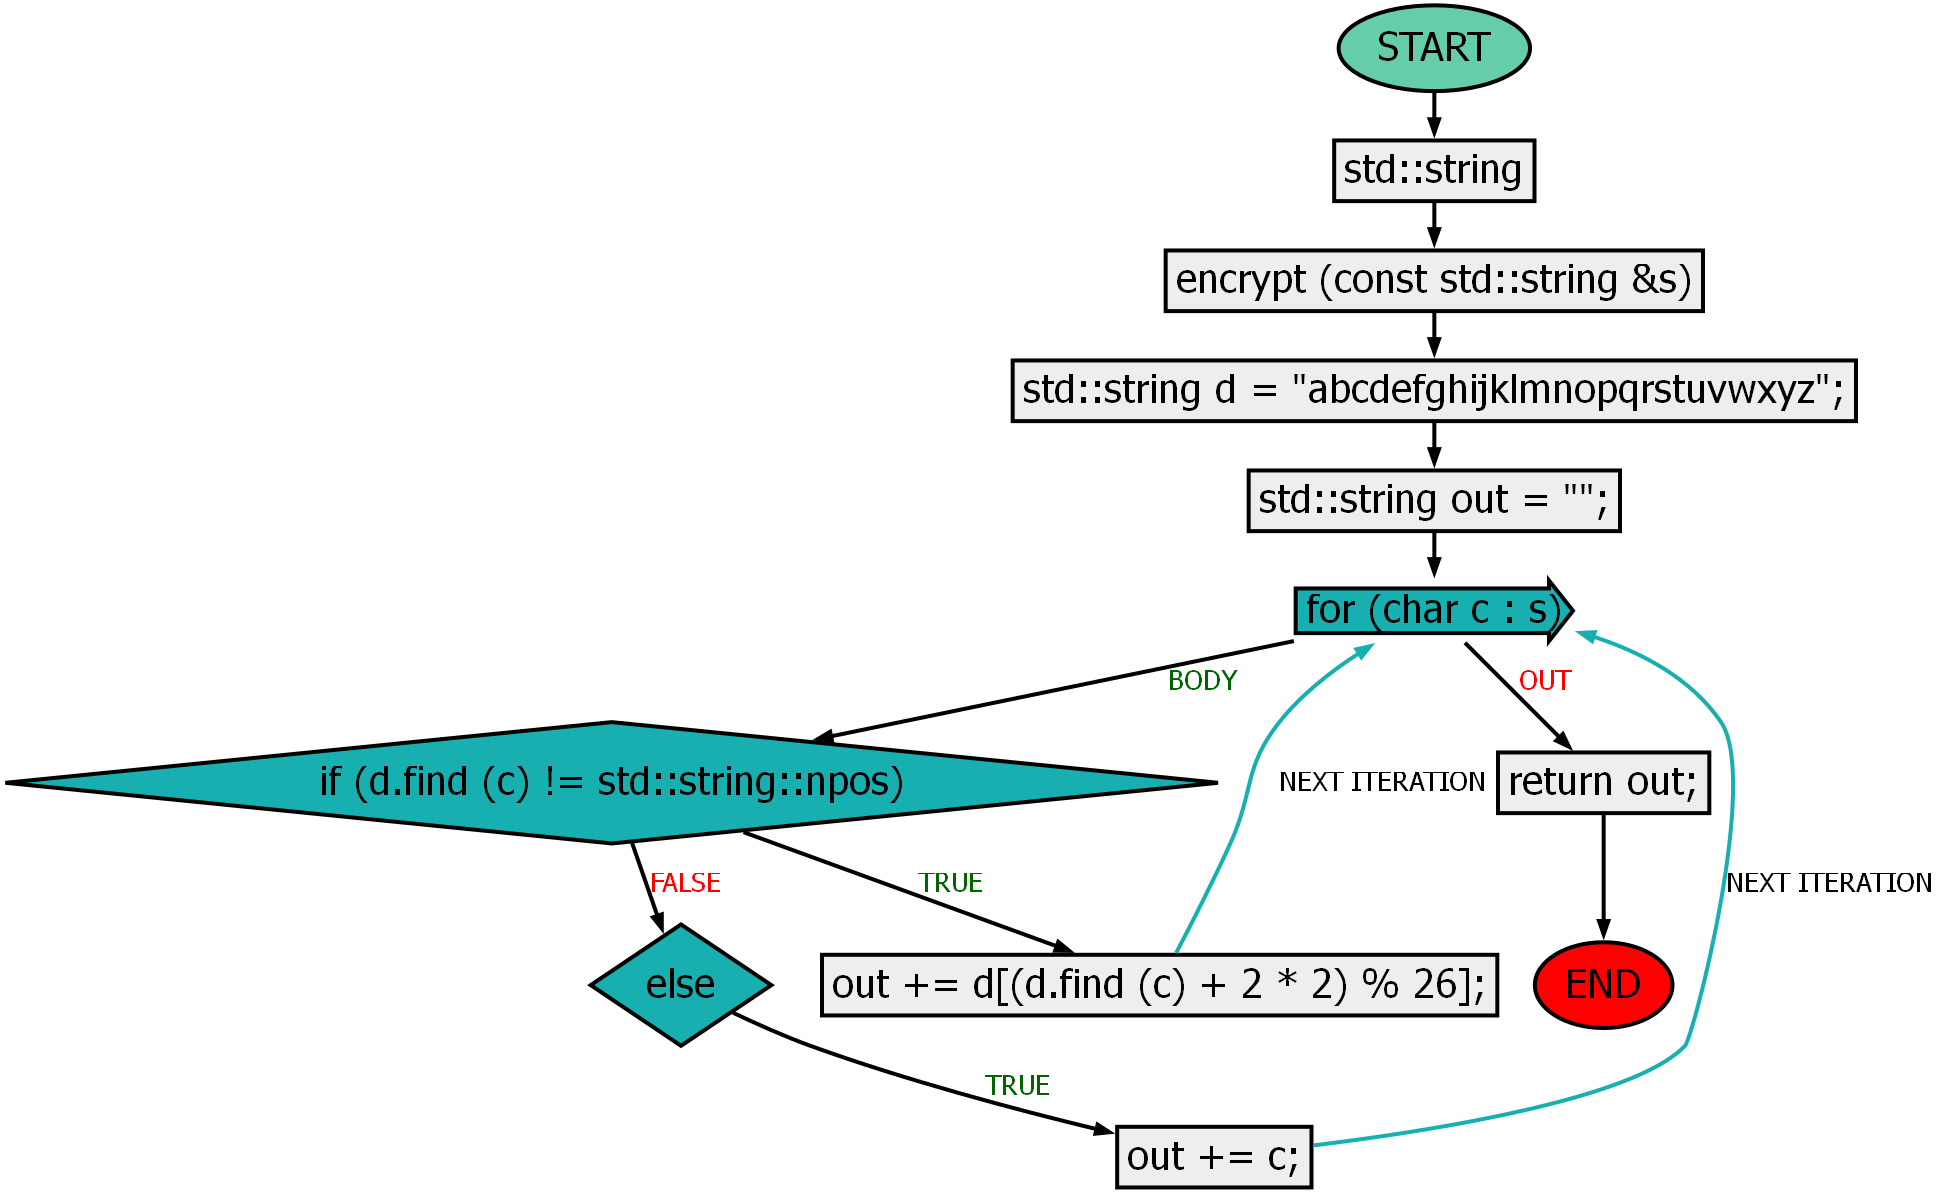 START
std::string
encrypt (const std::string &s)
std::string d = "abcdefghijklmnopqrstuvwxyz";
std::string out = "";
for (char c : s)
BODY
OUT
if (d.find (c) != std::string::npos)
NEXT ITERATION
return out;
FALSE
TRUE
NEXT ITERATION
else
out += d[(d.find (c) + 2 * 2) % 26];
END
TRUE
out += c;